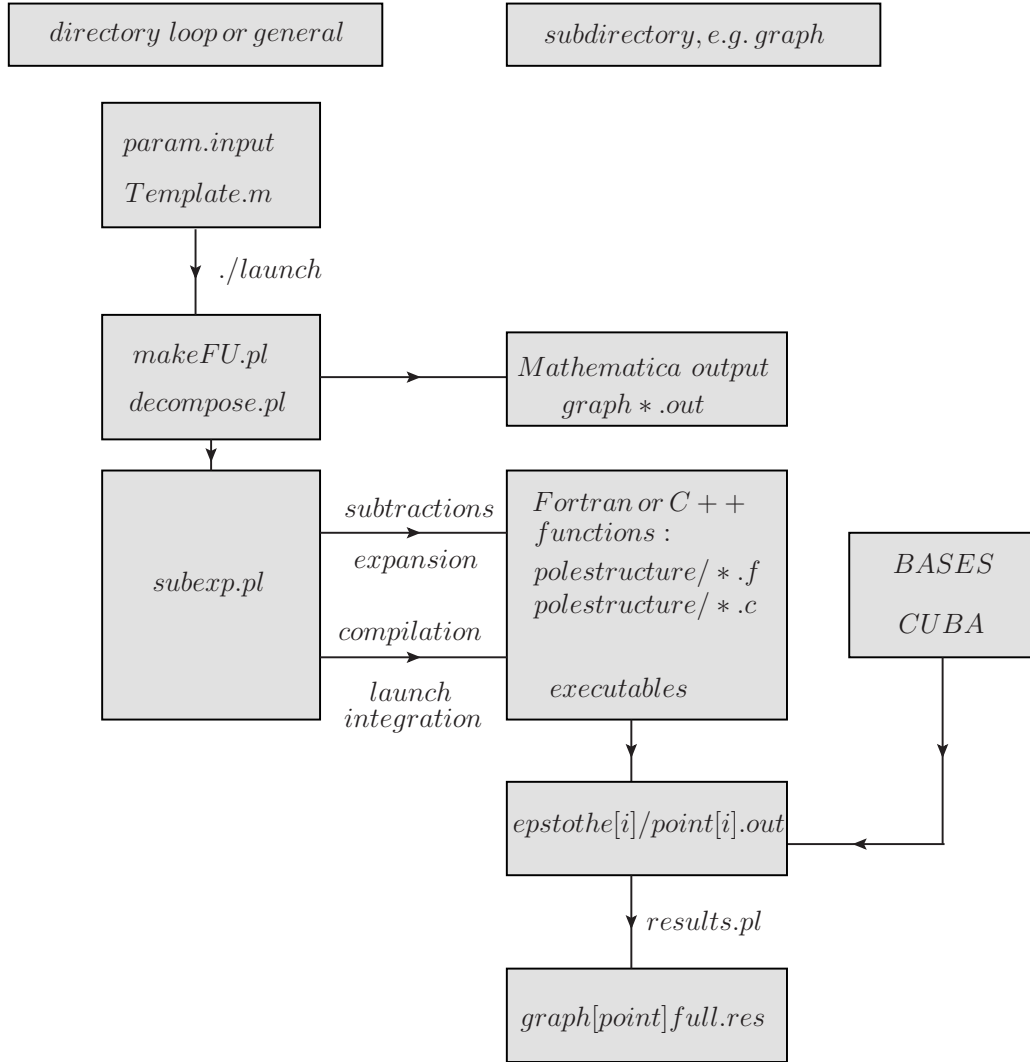 directory loop or general
subdirectory, e.g. graph
param.input
Template.m
./launch
makeFU.pl
decompose.pl
Mathematica output
graph * .out
subexp.pl
subtractions
expansion
compilation
launch
integration
Fortran or C + +
functions :
polestructure/ * .f
polestructure/ * .c
executables
BASES
CUBA
epstothe[i]/point[i].out
results.pl
graph[point]full.res